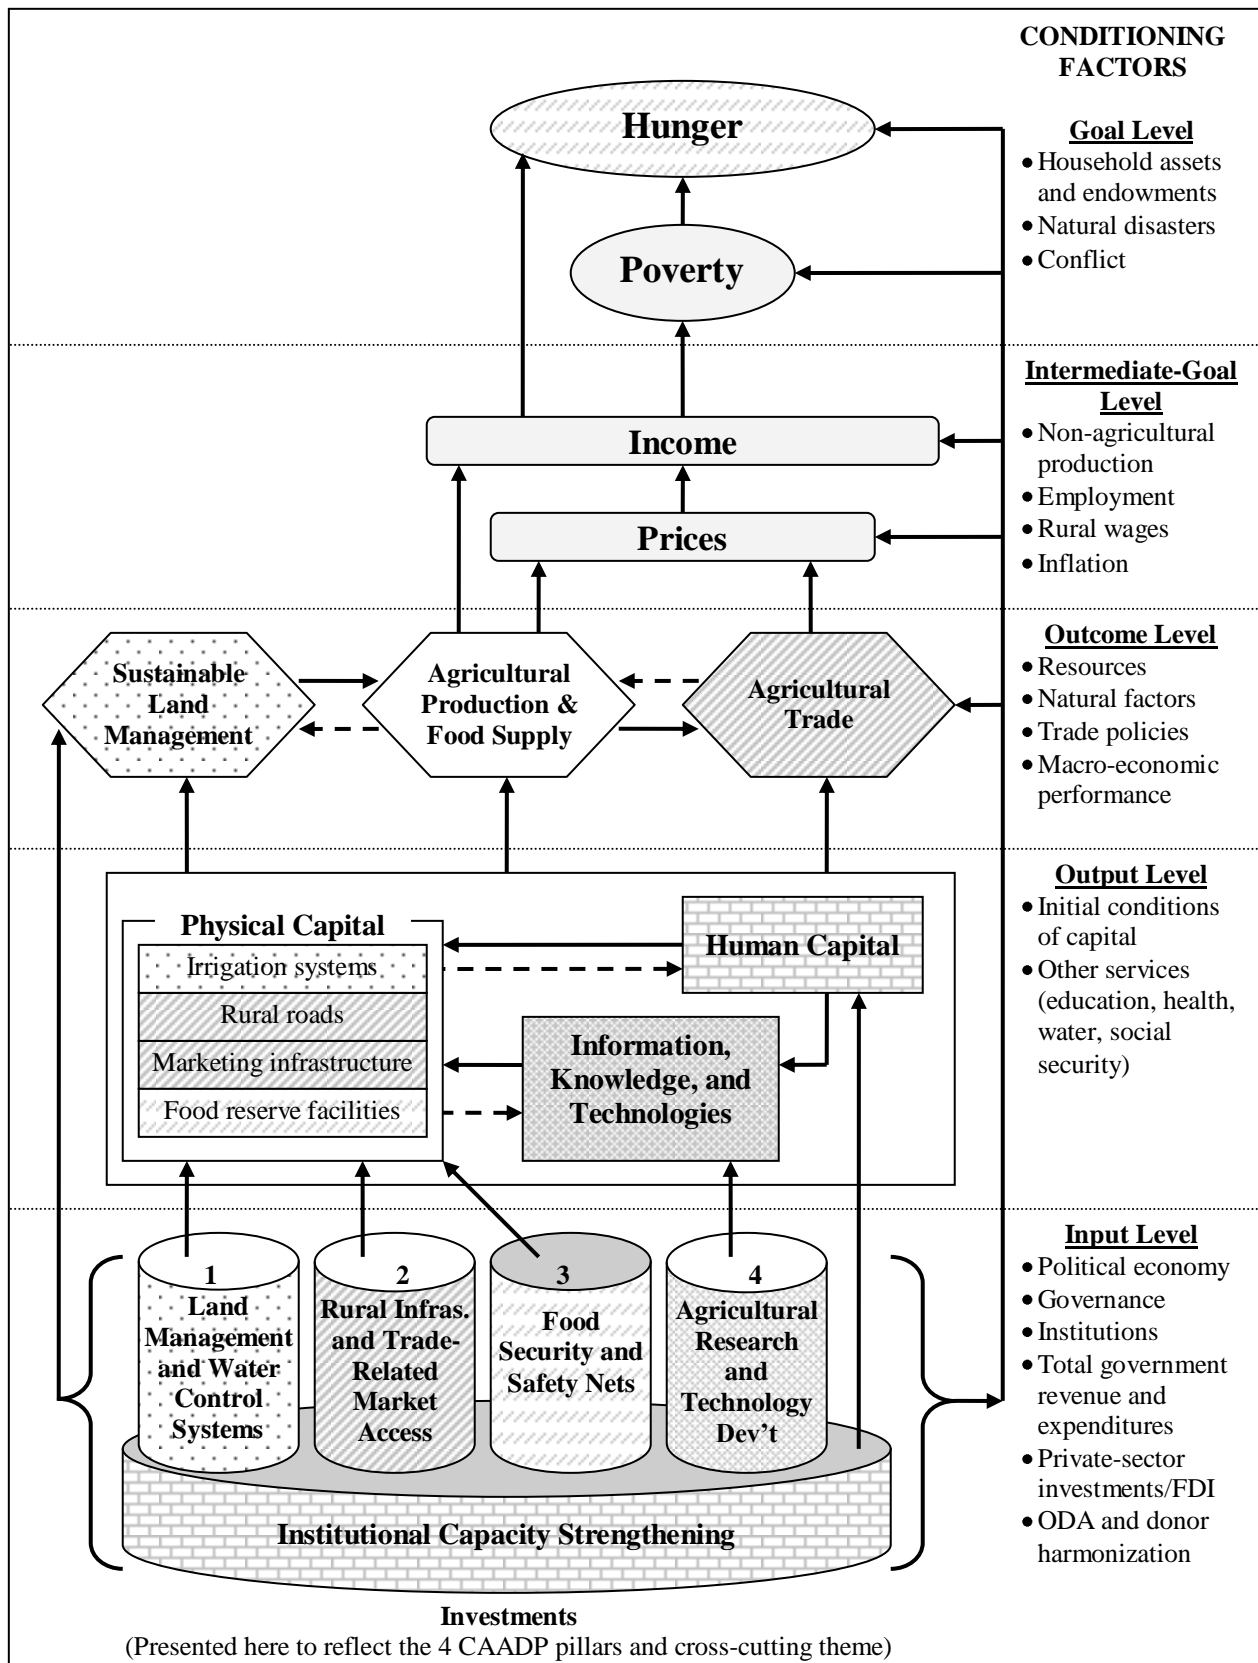 CONDITIONING
FACTORS
Hunger
Poverty
Goal Level
• Household assets
and endowments
• Natural disasters
• Conflict
Income
Prices
Intermediate-Goal
Level
• Non-agricultural
production
• Employment
• Rural wages
• Inflation
Sustainable
Land
Management
Agricultural
Production &
Food Supply
Agricultural
Trade
Outcome Level
• Resources
• Natural factors
• Trade policies
• Macro-economic
performance
Physical Capital
Irrigation systems
Rural roads
Marketing infrastructure
Food reserve facilities
Human Capital
Information,
Knowledge, and
Technologies
Output Level
• Initial conditions
of capital
• Other services
(education, health,
water, social
security)
1
Land
Management
and Water
Control
Systems
2
Rural Infras.
and Trade-
Related
Market
Access
3
Food
Security and
Safety Nets
4
Agricultural
Research
and
Technology
Dev't
Institutional Capacity Strengthening
Input Level
• Political economy
• Governance
• Institutions
• Total government
revenue and
expenditures
• Private-sector
investments/FDI
• ODA and donor
harmonization
Investments
(Presented here to reflect the 4 CAADP pillars and cross-cutting theme)